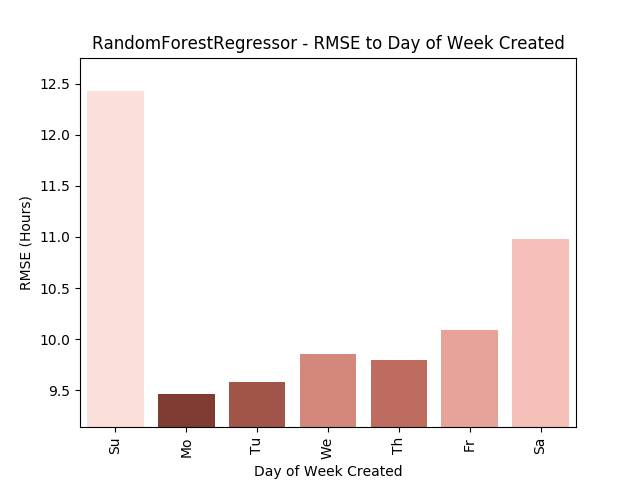 RandomForestRegressor - RMSE to Day of Week Created
12.5
12.0
11.5
11.0
10.5
10.0
9.5
RMSE (Hours)
Su Mo Tu We Th Fr Sa
Day of Week Created